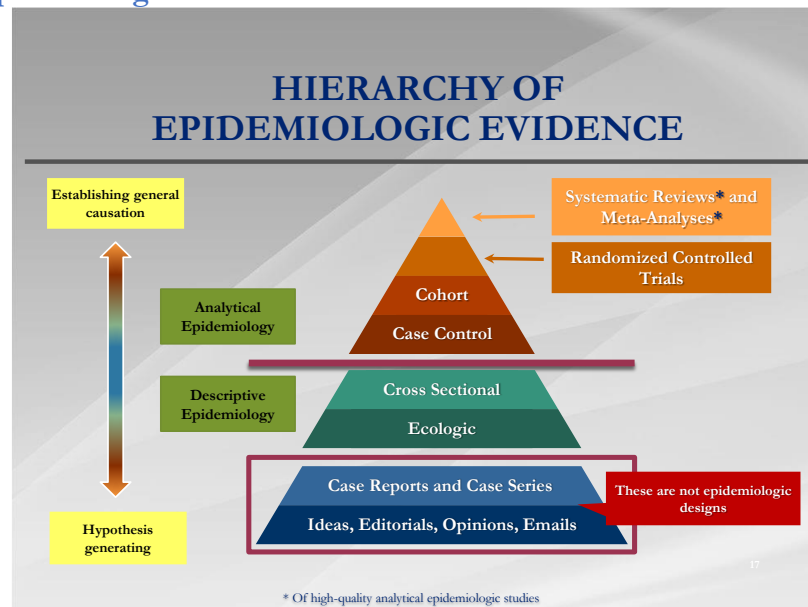 HIERARCHY OF
EPIDEMIOLOGIC EVIDENCE
Establishing general
causation
Systematic Reviews* and
Meta-Analyses*
Randomized Controlled
Trials
Cohort
Analytical
Epidemiology
Case Control
Cross Sectional
Descriptive
Epidemiology
Ecologic
Case Reports and Case Series
These are not epidemiologic
designs
Ideas, Editorials, Opinions, Emails
Hypothesis
generating
17
* Of high-quality analytical epidemiologic studies